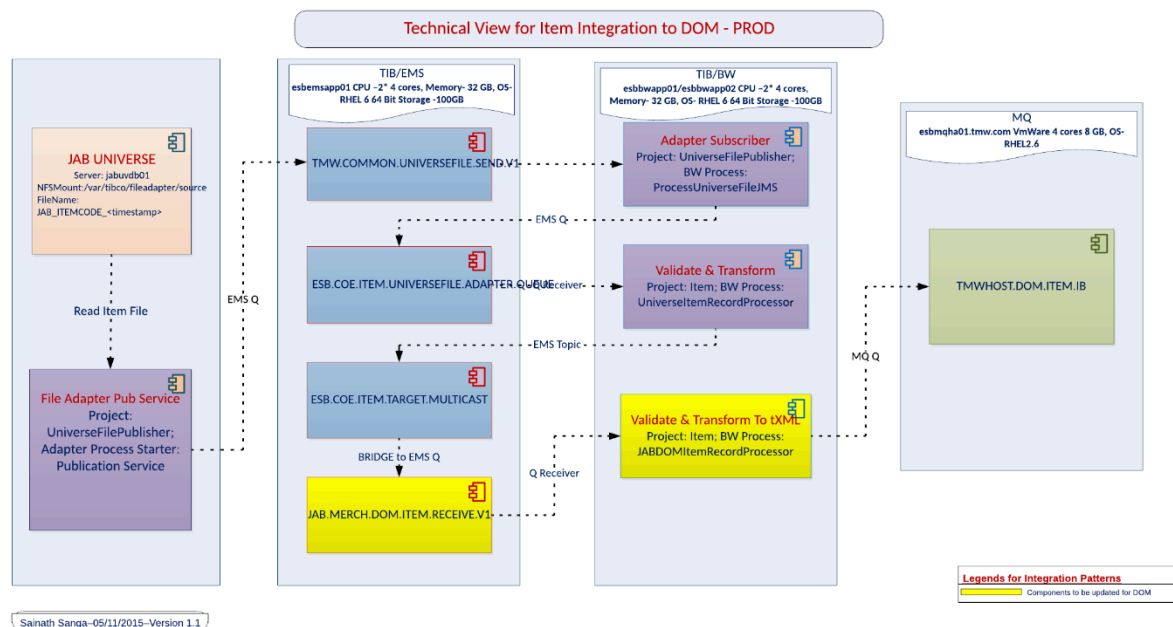 Technical View for Item Integration to DOM - PROD
JAB UNIVERSE
Server: jabuvdb01
NFSMount:/var/tibco/fileadapter/source
FileName:
JAB_ITEMCODE_<timestamp>
Read Item File
File Adapter Pub Service
Project:
UniverseFilePublisher;
Adapter Process Starter:
Publication Service
EMS Q
TIB/EMS
esbemsapp01 CPU –2* 4 cores, Memory- 32 GB, OS-
RHEL 6 64 Bit Storage -100GB
TMW.COMMON.UNIVERSEFILE.SEND.V1
EMS Q
ESB.COE.ITEM.UNIVERSEFILE.ADAPTER.QUEUE
Q Receiver
EMS Topic
ESB.COE.ITEM.TARGET.MULTICAST
BRIDGE to EMS Q
JAB.MERCH.DOM.ITEM.RECEIVE.V1
Q Receiver
TIB/BW
esbbwapp01/esbbwapp02 CPU –2* 4 cores,
Memory- 32 GB, OS- RHEL 6 64 Bit Storage -100GB
Adapter Subscriber
Project: UniverseFilePublisher;
BW Process:
ProcessUniverseFileJMS
Validate & Transform
Project: Item; BW Process:
UniverseItemRecordProcessor
Validate & Transform To tXML
Project: Item; BW Process:
JABDOMItemRecordProcessor
MQ Q
MQ
esbmqha01.tmw.com VmWare 4 cores 8 GB, OS-
RHEL2.6
TMWHOST.DOM.ITEM.IB
Legends for Integration Patterns
Components to be updated for DOM
Sainath Sanga–05/11/2015–Version 1.1